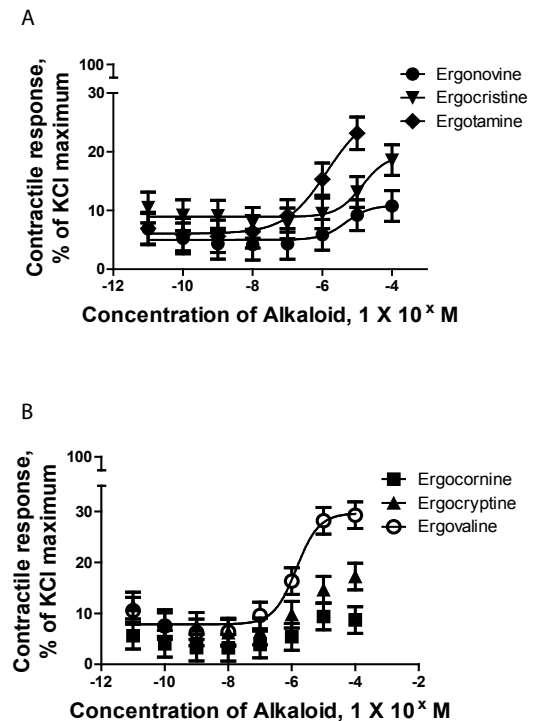 A
Contractile response,
% of KCl maximum
100
30
20
10
0
-12
-10
-8
-6
-4
Concentration of Alkaloid, 1 X 10 x M
Ergonovine
Ergocristine
Ergotamine
B
Contractile response,
% of KCl maximum
100
30
20
10
0
-12
-10
-8
-6
-4
-2
Concentration of Alkaloid, 1 X 10 x M
Ergocornine
Ergocryptine
Ergovaline